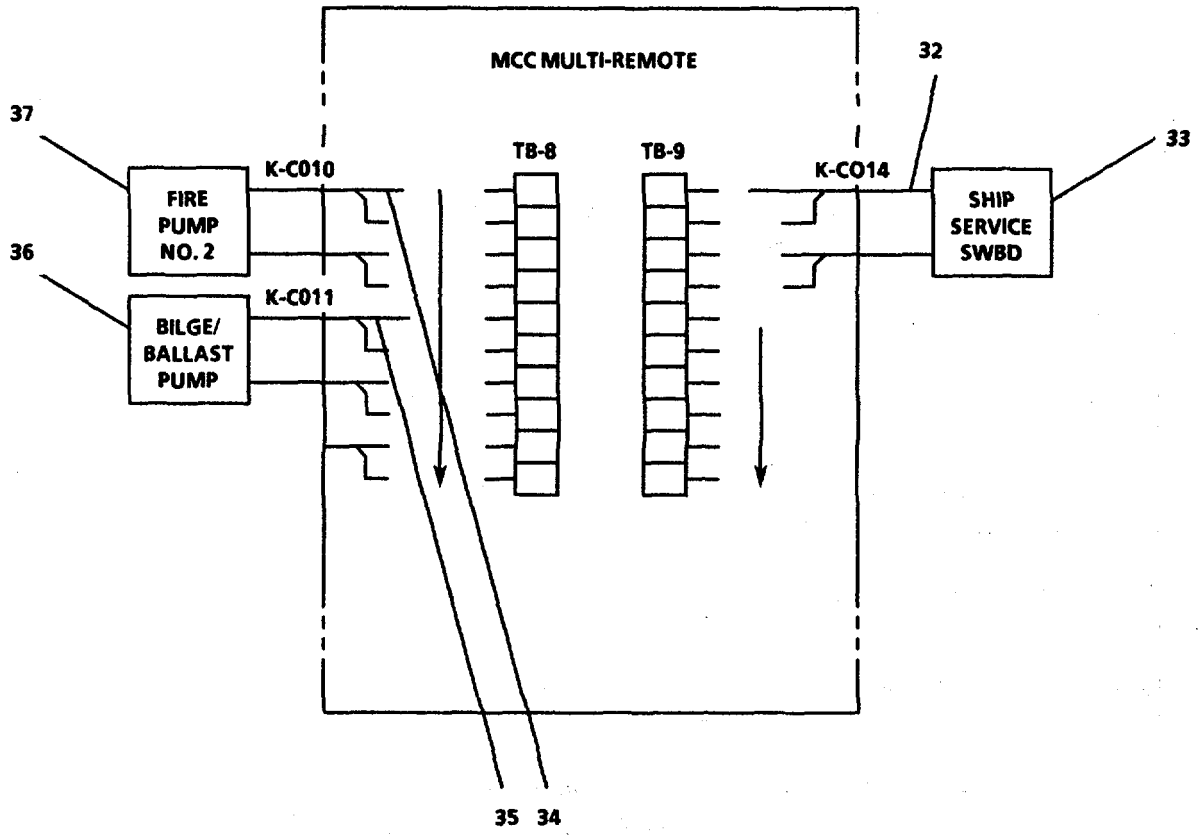 MCC MULTI-REMOTE
32
37
33
TB-8
TB-9
K-C010
K-CO14
FIRE
PUMP
NO. 2
SHIP
SERVICE
SWBD
36
K-C011
BILGE/
BALLAST
PUMP
35
34